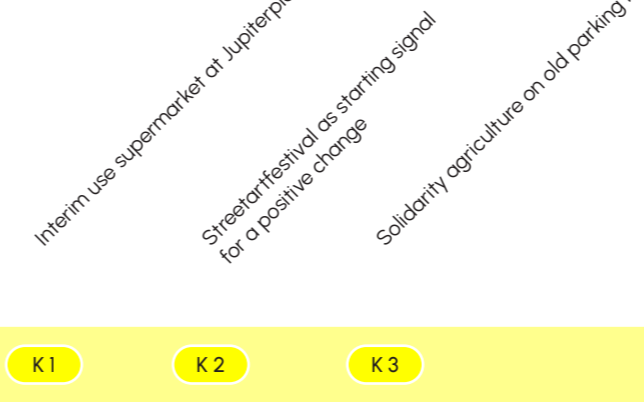 Interim use supermarket at
Streetartfestival as starting signal
for a positive change
Solidarity agriculture on old parking
K 1
K 2
K 3